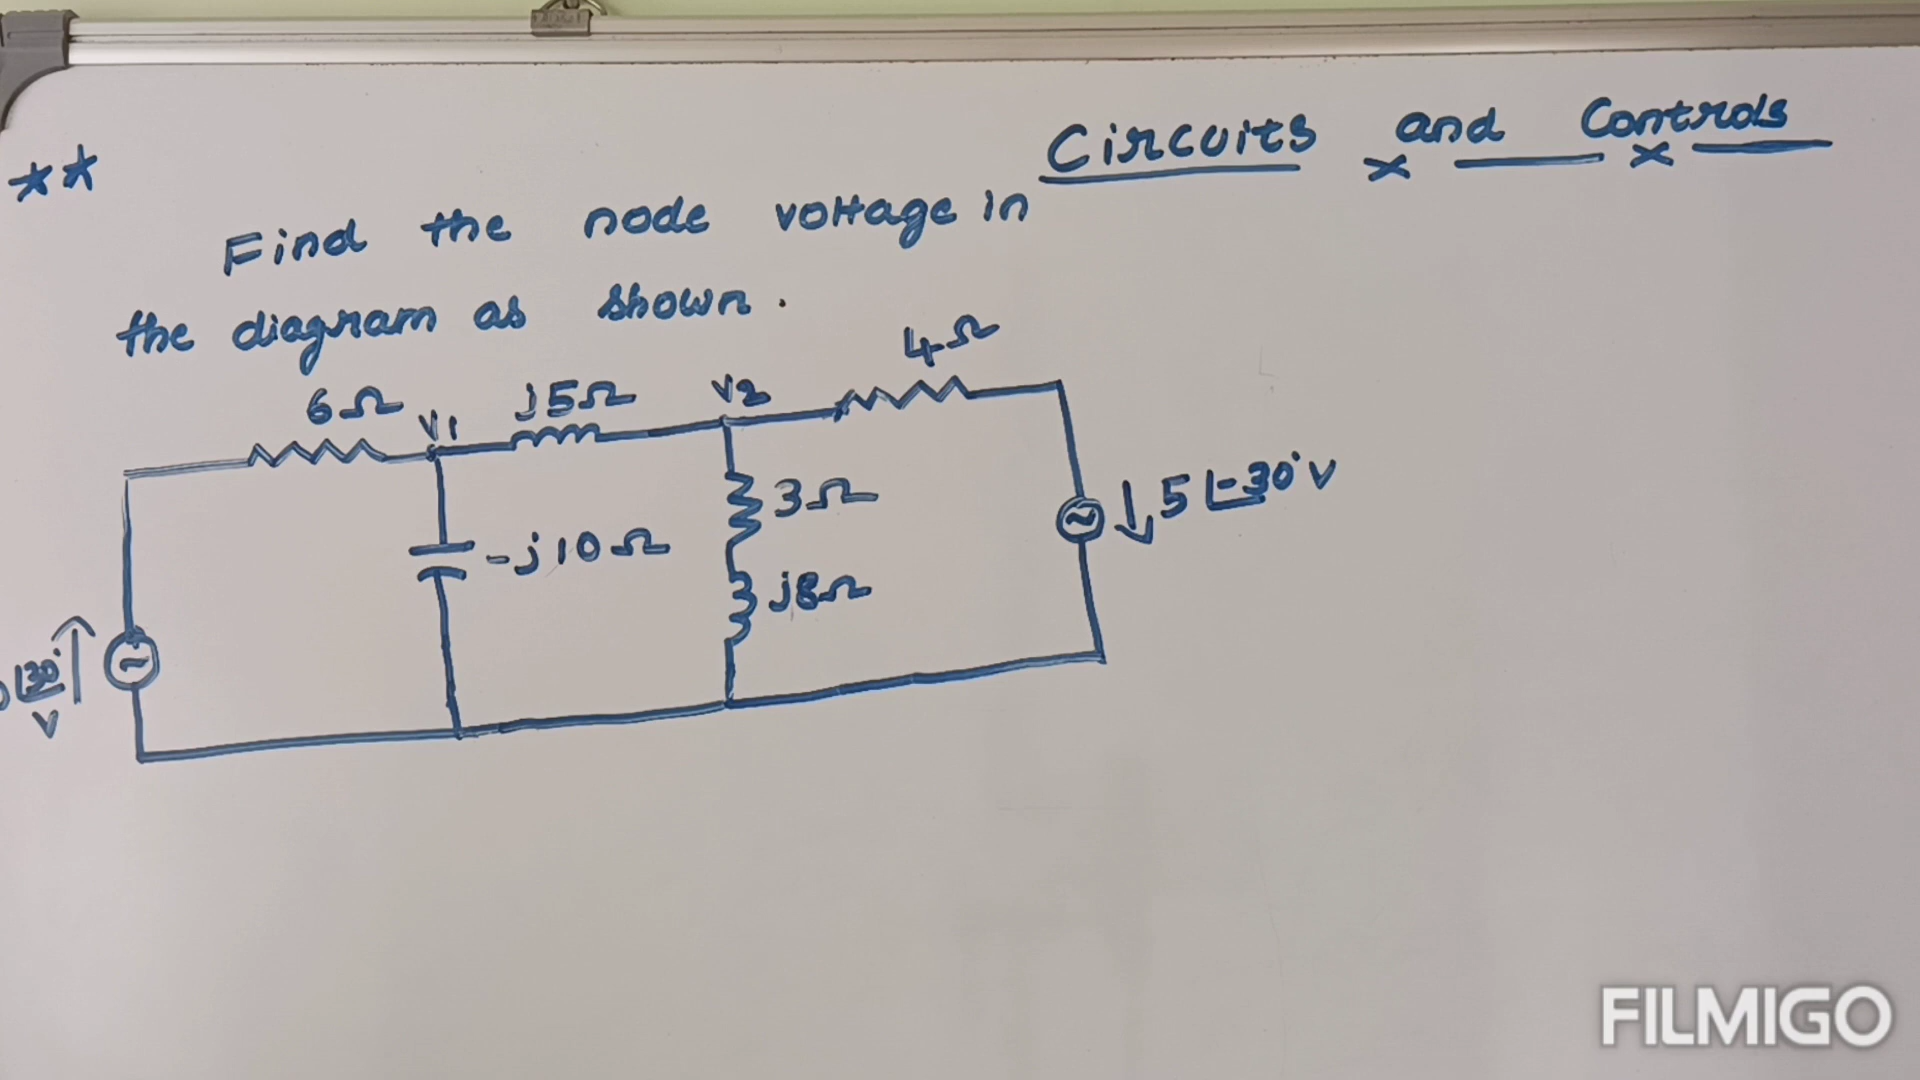 Circuits and Controls
**
Find the node voltage in
the diagram as shown.
4Ω
6Ω V1 j5Ω V2
3Ω 5∠-30° V
-j10Ω j8Ω
∠30°
V
FILMIGO